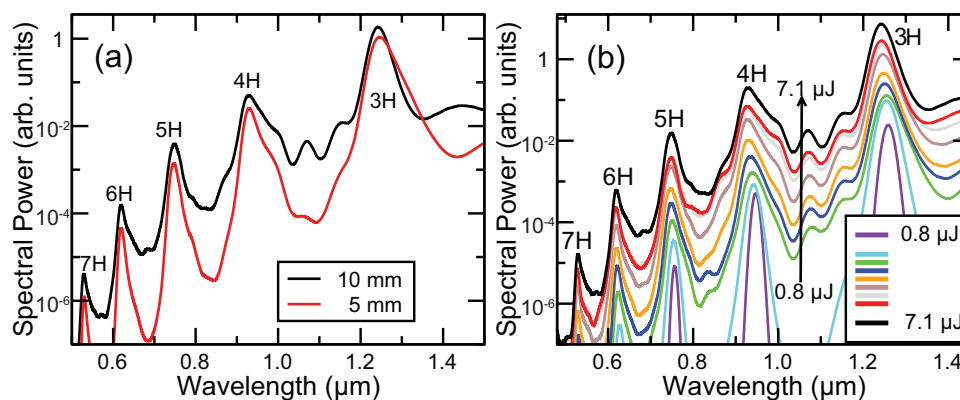 (a)
Spectral Power (arb. units)
1
10⁻²
10⁻⁴
10⁻⁶
7H
6H
5H
4H
3H
10 mm
5 mm
0.6 0.8 1.0 1.2 1.4
Wavelength (μm)
(b)
Spectral Power (arb. units)
1
10⁻²
10⁻⁴
10⁻⁶
7H
6H
5H
4H
3H
7.1 μJ
0.8 μJ
0.8 μJ
7.1 μJ
0.6 0.8 1.0 1.2 1.4
Wavelength (μm)